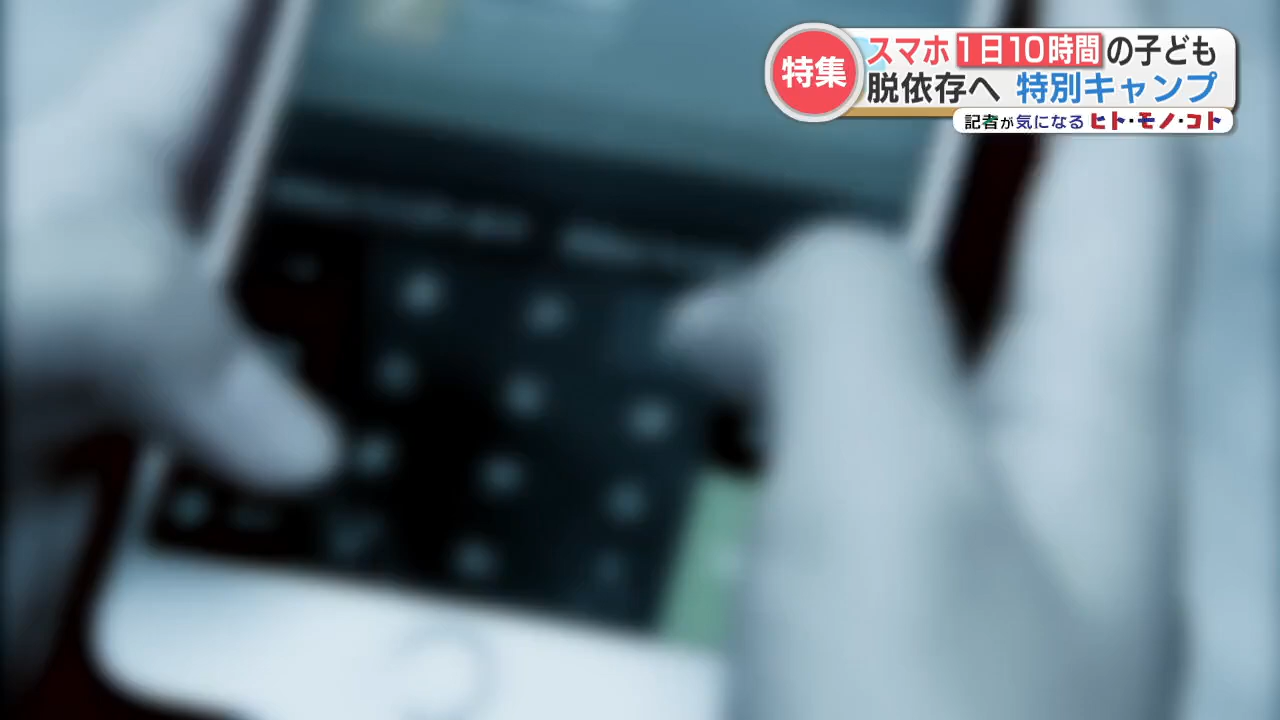 特集
スマホ1日10時間の子ども
脱依存へ 特別キャンプ
記者が気になるヒト・モノ・コト